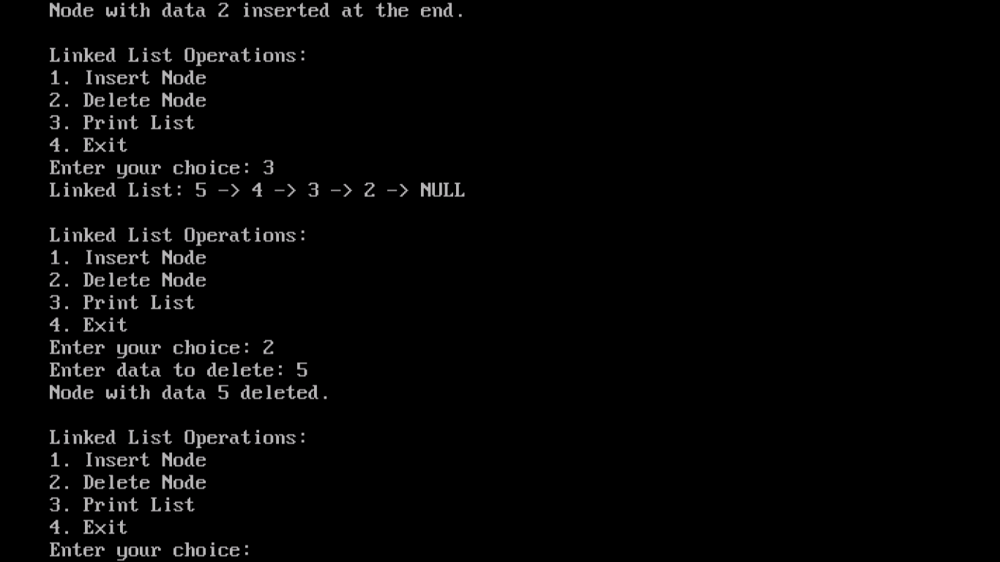 Node with data 2 inserted at the end.
Linked List Operations:
1. Insert Node
2. Delete Node
3. Print List
4. Exit
Enter your choice: 3
Linked List: 5 -> 4 -> 3 -> 2 -> NULL
Linked List Operations:
1. Insert Node
2. Delete Node
3. Print List
4. Exit
Enter your choice: 2
Enter data to delete: 5
Node with data 5 deleted.
Linked List Operations:
1. Insert Node
2. Delete Node
3. Print List
4. Exit
Enter your choice: